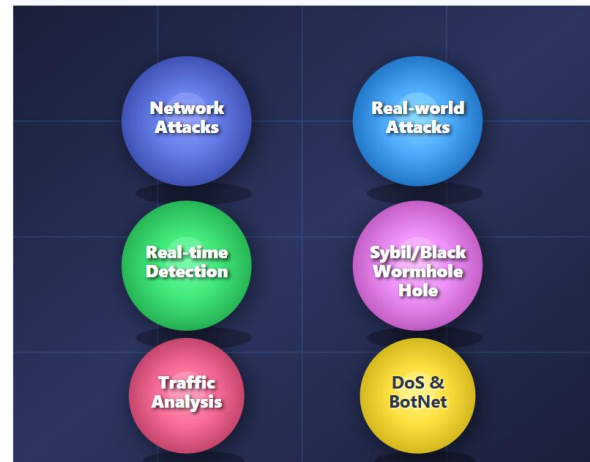 Network
Attacks
Real-world
Attacks
Real-time
Detection
Sybil/Black
Wormhole
Hole
Traffic
Analysis
DoS &
BotNet